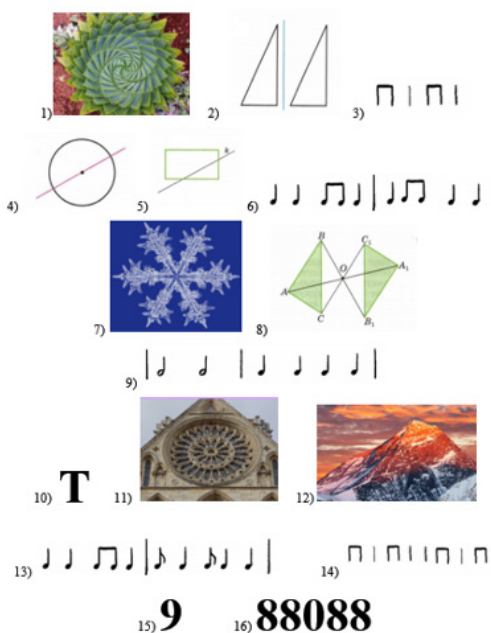 1) 2) 3)
4) 5) k 6)
7) 8) B C₁ O A₁ A C B₁
9)
10) T 11) 12)
13) 14)
15) 9 16) 88088